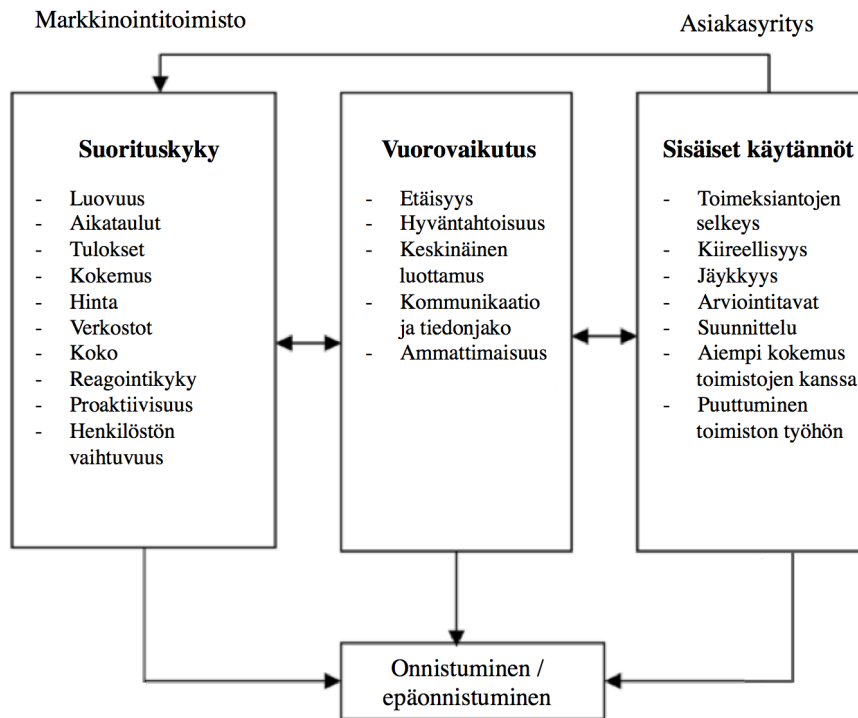 Markkinointitoimisto
Asiakasyritys
Suorituskyky
- Luovuus
- Aikataulut
- Tulokset
- Kokemus
- Hinta
- Verkostot
- Koko
- Reagointikyky
- Proaktiivisuus
- Henkilöstön
vaihtuvuus
Vuorovaikutus
- Etäisyys
- Hyväntahtoisuus
- Keskinäinen
luottamus
- Kommunikaatio
ja tiedonjako
- Ammattimaisuus
Sisäiset käytännöt
- Toimeksiantojen
selkeys
- Kiireellisyys
- Jäykkyys
- Arviointitavat
- Suunnittelu
- Aiempi kokemus
toimistojen kanssa
- Puuttuminen
toimiston työhön
Onnistuminen /
epäonnistuminen